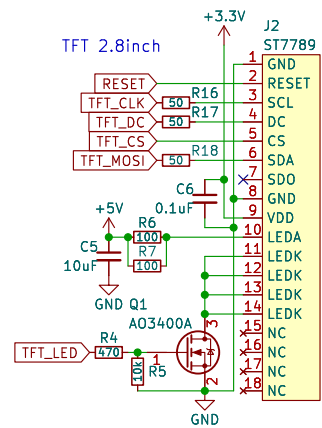 +3.3V
J2
TFT 2.8inch
ST7789
1 GND
RESET 2 RESET
R16
TFT_CLK 50 3 SCL
R17
TFT_DC 50 4 DC
TFT_CS 5 CS
R18
TFT_MOSI 50 6 SDA
7 SDO
C6
8 GND
0.1uF
9 VDD
+5V
R6
100 10 LEDA
C5
R7
11 LEDK
10uF
100
12 LEDK
13 LEDK
GND Q1
14 LEDK
AO3400A
3
15 NC
R4
16 NC
TFT_LED 470
1
R5
10k
17 NC
2
18 NC
GND